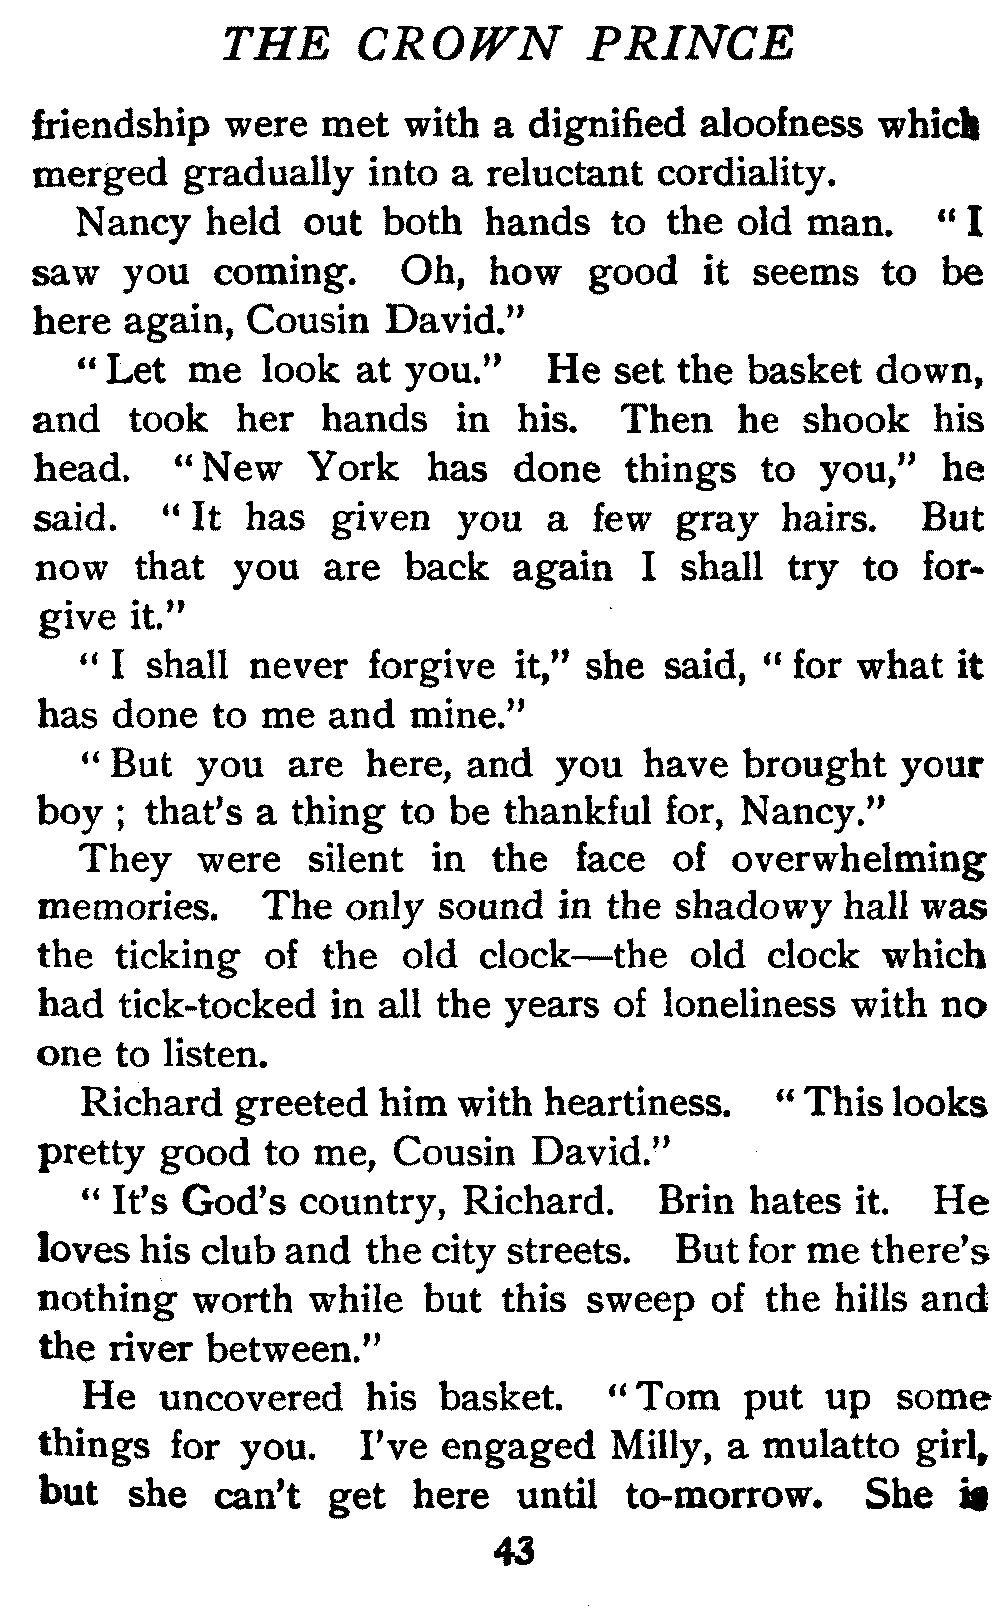 THE CROWN PRINCE
friendship were met with a dignified aloofness which
merged gradually into a reluctant cordiality.
Nancy held out both hands to the old man. “I
saw you coming. Oh, how good it seems to be
here again, Cousin David.”
“Let me look at you.” He set the basket down,
and took her hands in his. Then he shook his
head. “New York has done things to you,” he
said. “It has given you a few gray hairs. But
now that you are back again I shall try to for-
give it.”
“I shall never forgive it,” she said, “for what it
has done to me and mine.”
“But you are here, and you have brought your
boy; that's a thing to be thankful for, Nancy.”
They were silent in the face of overwhelming
memories. The only sound in the shadowy hall was
the ticking of the old clock—the old clock which
had tick-tocked in all the years of loneliness with no
one to listen.
Richard greeted him with heartiness. “This looks
pretty good to me, Cousin David.”
“It's God's country, Richard. Brin hates it. He
loves his club and the city streets. But for me there's
nothing worth while but this sweep of the hills and
the river between.”
He uncovered his basket. “Tom put up some
things for you. I've engaged Milly, a mulatto girl,
but she can't get here until to-morrow. She is
43